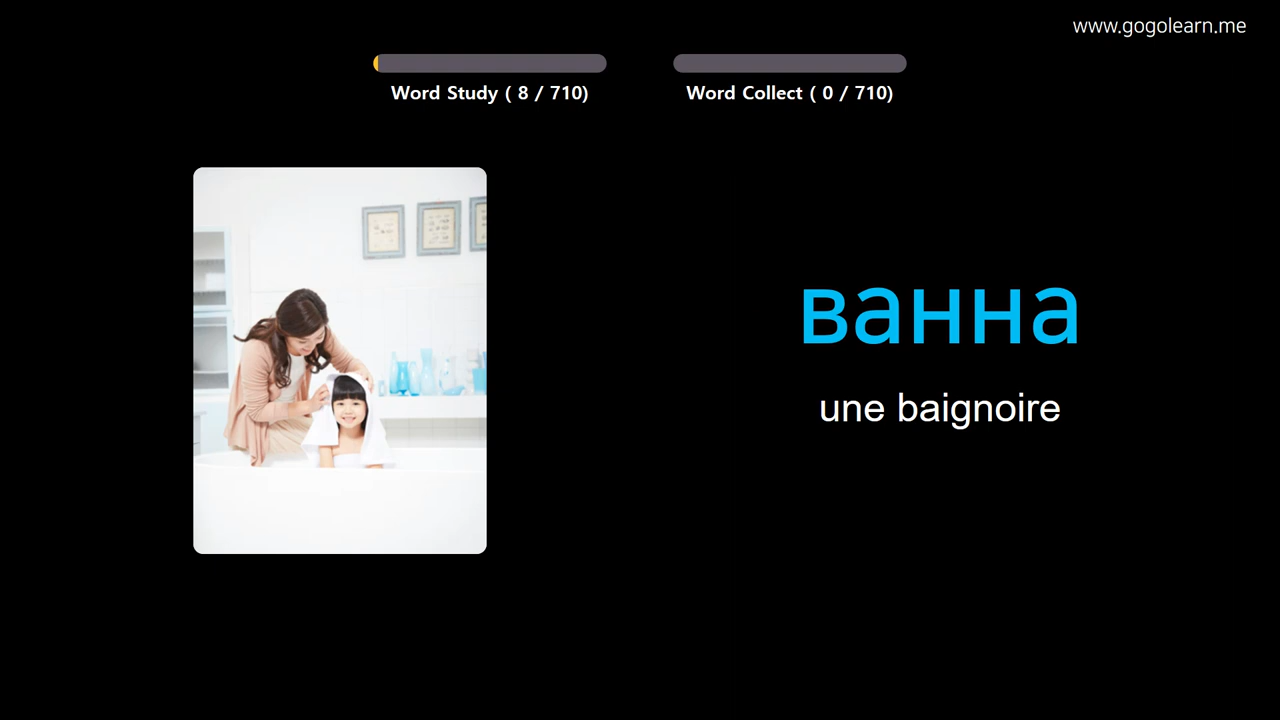 www.gogolearn.me
Word Study ( 8 / 710)
Word Collect ( 0 / 710)
ванна
une baignoire